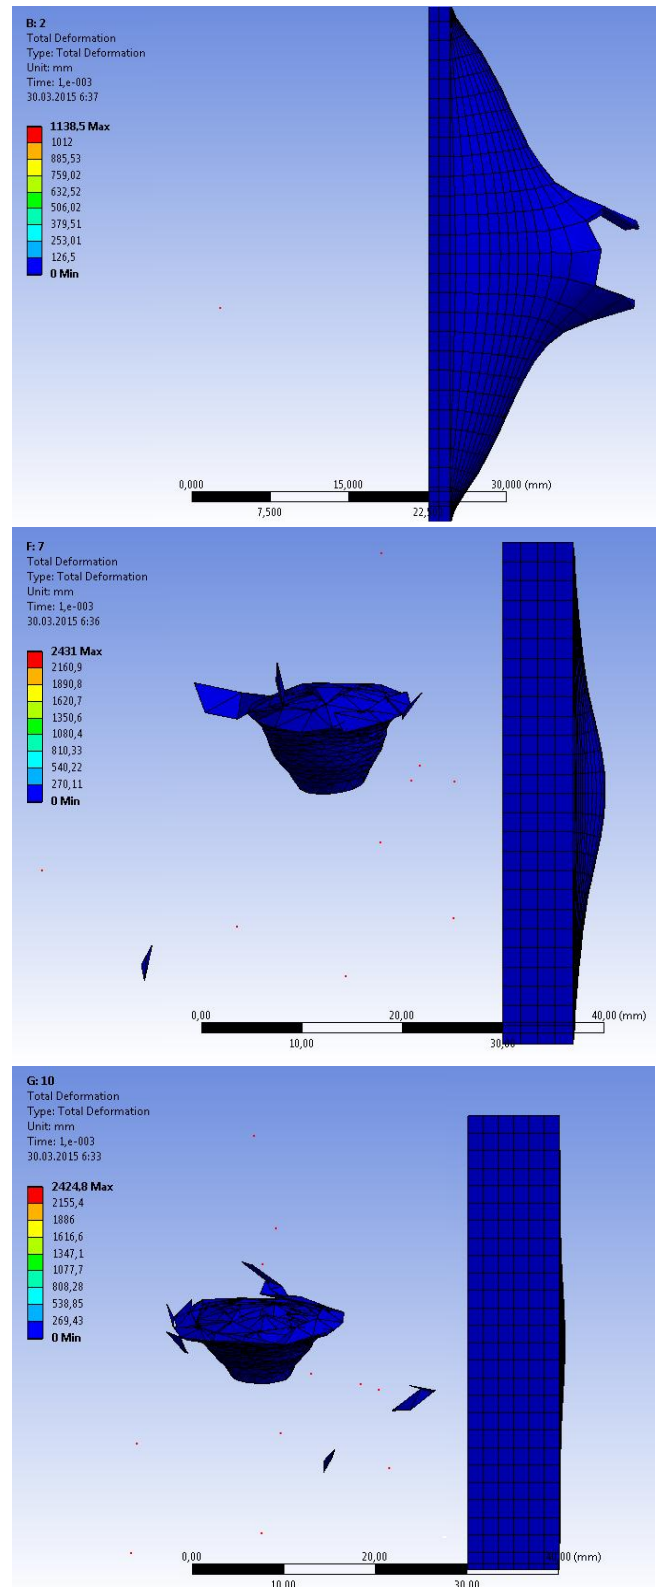 B: 2
Total Deformation
Type: Total Deformation
Unit: mm
Time: 1,e-003
30.03.2015 6:37
1138,5 Max
1012
885,53
759,02
632,52
506,02
379,51
253,01
126,5
0 Min
0,000 15,000 30,000 (mm)
7,500
F: 7
Total Deformation
Type: Total Deformation
Unit: mm
Time: 1,e-003
30.03.2015 6:36
2431 Max
2160,9
1890,8
1620,7
1350,6
1080,4
810,33
540,22
270,11
0 Min
0,00 20,00 40,00 (mm)
10,00
G: 10
Total Deformation
Type: Total Deformation
Unit: mm
Time: 1,e-003
30.03.2015 6:33
2424,8 Max
2155,4
1886
1616,6
1347,1
1077,7
808,28
538,85
269,43
0 Min
0,00 20,00 (mm)
10,00 30,00